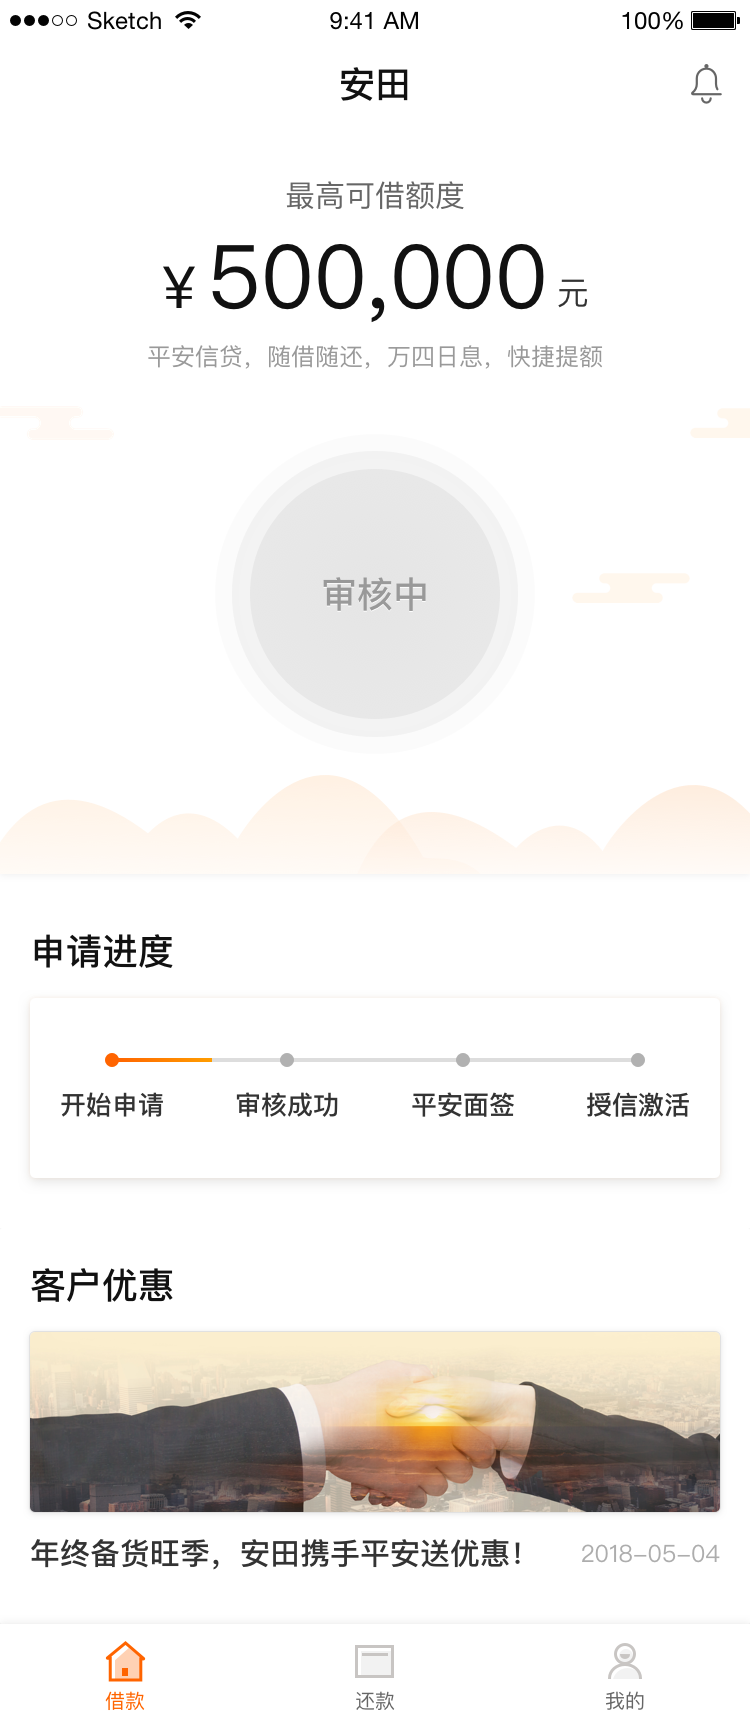 Sketch 9:41 AM 100%
安田
最高可借额度
¥500,000 元
平安信贷，随借随还，万四日息，快捷提额
审核中
申请进度
开始申请 审核成功 平安面签 授信激活
客户优惠
年终备货旺季，安田携手平安送优惠！ 2018-05-04
借款 还款 我的